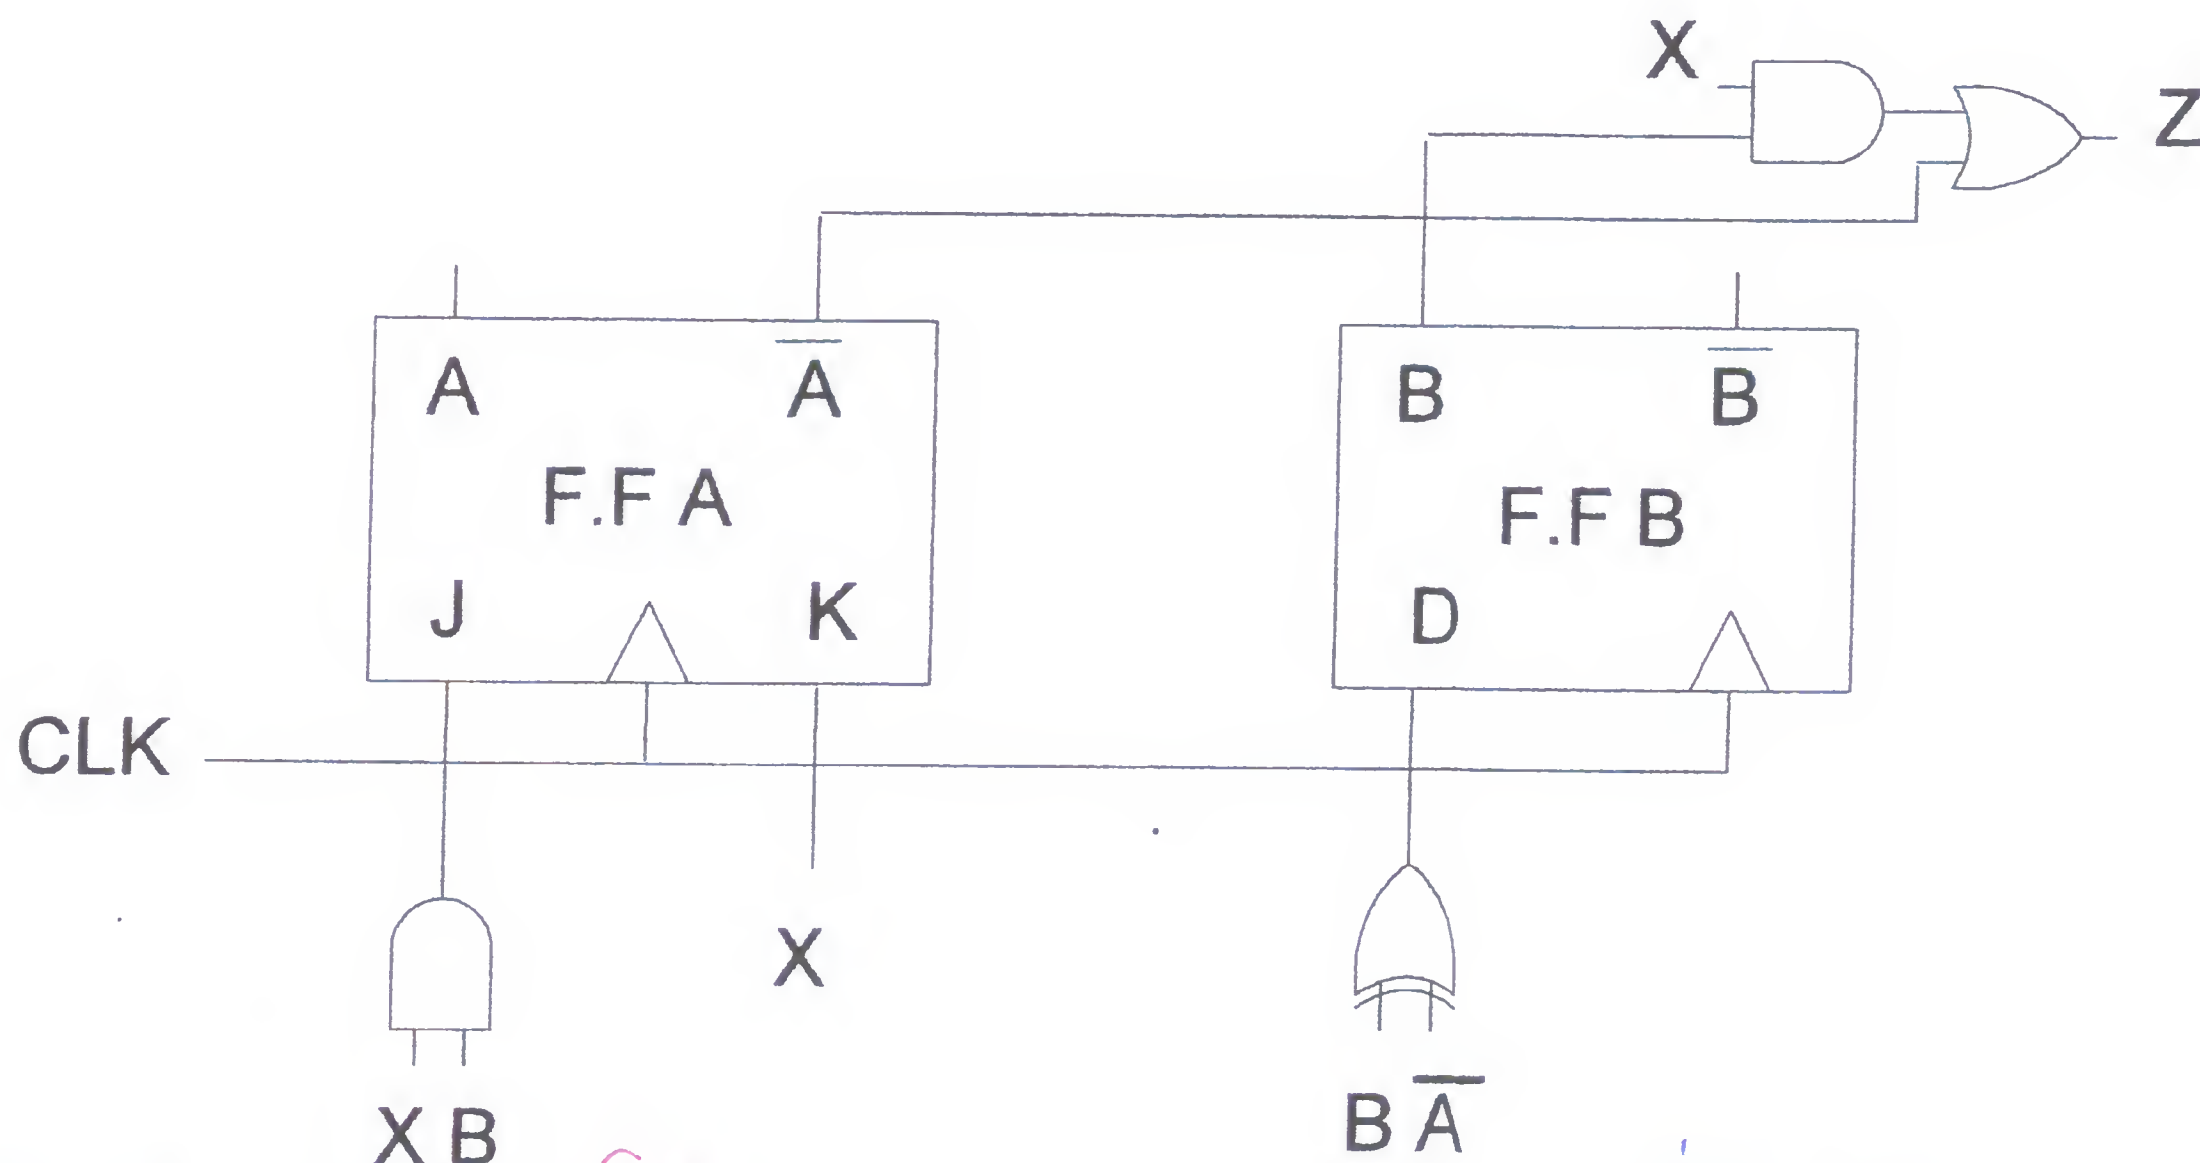 X
Z
A A̅ B B̅
F.F A F.F B
J K D
CLK
X
X B B A̅